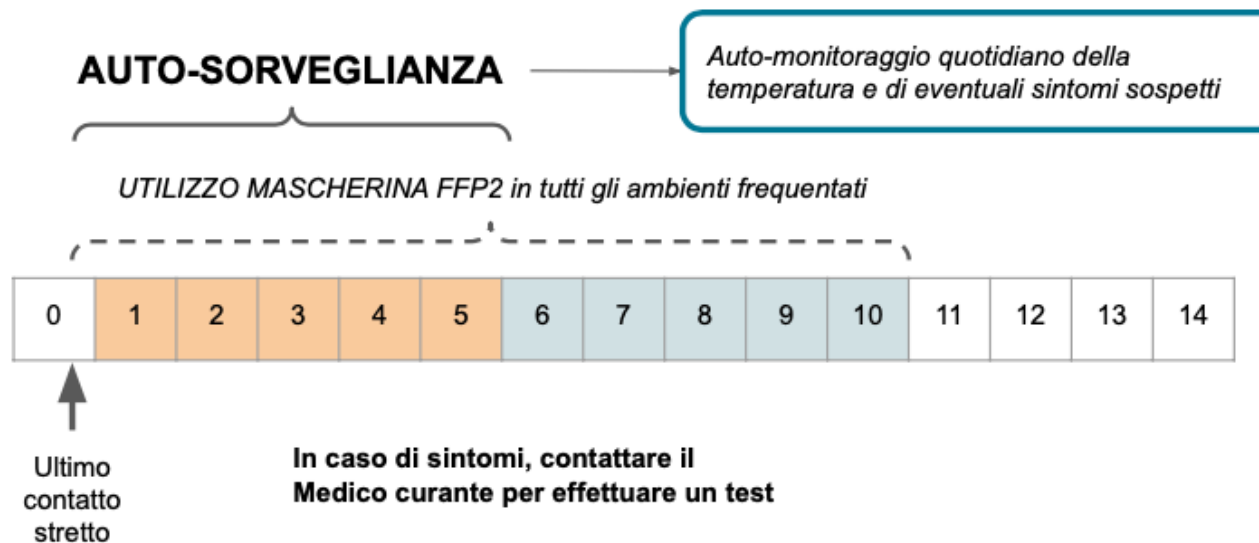 AUTO-SORVEGLIANZA
Auto-monitoraggio quotidiano della
temperatura e di eventuali sintomi sospetti
UTILIZZO MASCHERINA FFP2 in tutti gli ambienti frequentati
0 1 2 3 4 5 6 7 8 9 10 11 12 13 14
Ultimo
contatto
stretto
In caso di sintomi, contattare il
Medico curante per effettuare un test